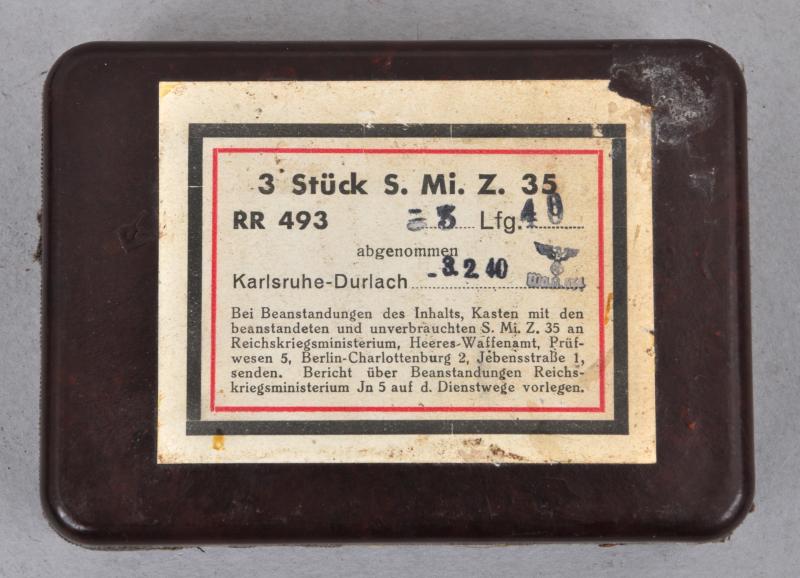 3 Stück S. Mi. Z. 35
RR 493 Lfg. 40
abgenommen
Karlsruhe-Durlach -3. 2. 40
Bei Beanstandungen des Inhalts, Kasten mit den
beanstandeten und unverbrauchten S. Mi. Z. 35 an
Reichskriegsministerium, Heeres-Waffenamt, Prüf-
wesen 5, Berlin-Charlottenburg 2, Jebensstraße 1,
senden. Bericht über Beanstandungen Reichs-
kriegsministerium Jn 5 auf d. Dienstwege vorlegen.